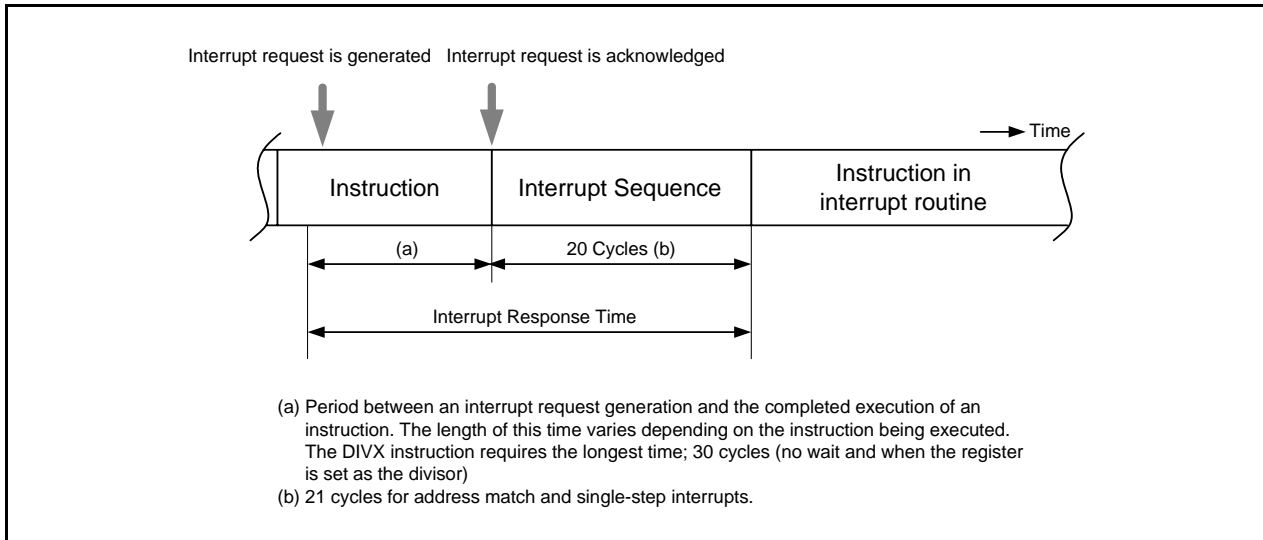 Interrupt request is generated
Interrupt request is acknowledged
Time
Instruction
Interrupt Sequence
Instruction in
interrupt routine
(a)
20 Cycles (b)
Interrupt Response Time
(a) Period between an interrupt request generation and the completed execution of an
instruction. The length of this time varies depending on the instruction being executed.
The DIVX instruction requires the longest time; 30 cycles (no wait and when the register
is set as the divisor)
(b) 21 cycles for address match and single-step interrupts.